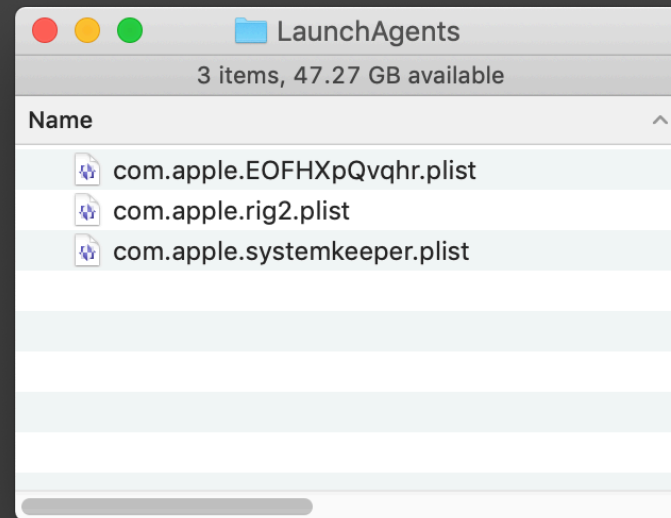 LaunchAgents
3 items, 47.27 GB available
Name
com.apple.EOFHXpQvqhr.plist
com.apple.rig2.plist
com.apple.systemkeeper.plist